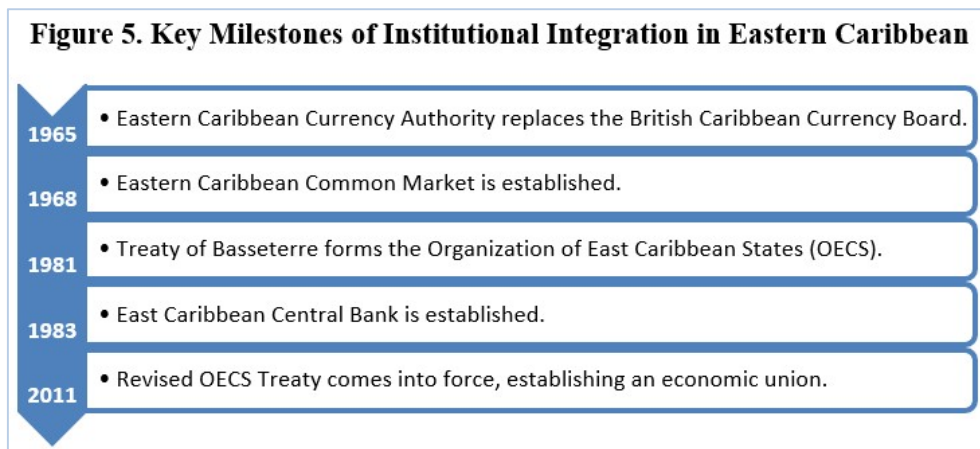 Figure 5. Key Milestones of Institutional Integration in Eastern Caribbean
1965
• Eastern Caribbean Currency Authority replaces the British Caribbean Currency Board.
1968
• Eastern Caribbean Common Market is established.
1981
• Treaty of Basseterre forms the Organization of East Caribbean States (OECS).
1983
• East Caribbean Central Bank is established.
2011
• Revised OECS Treaty comes into force, establishing an economic union.